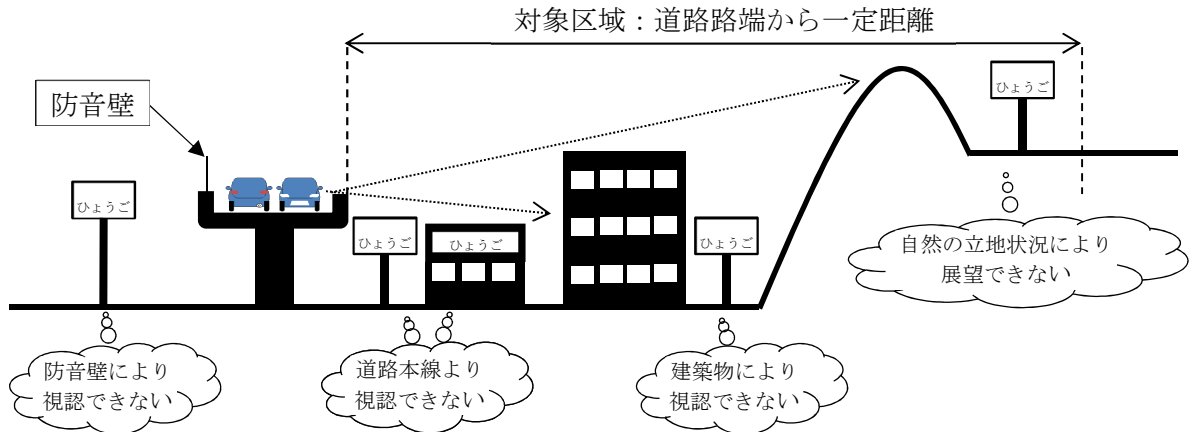 対象区域：道路路端から一定距離
防音壁
ひょうご
ひょうご
ひょうご
ひょうご
ひょうご
自然の立地状況により
展望できない
防音壁により
視認できない
道路本線より
視認できない
建築物により
視認できない